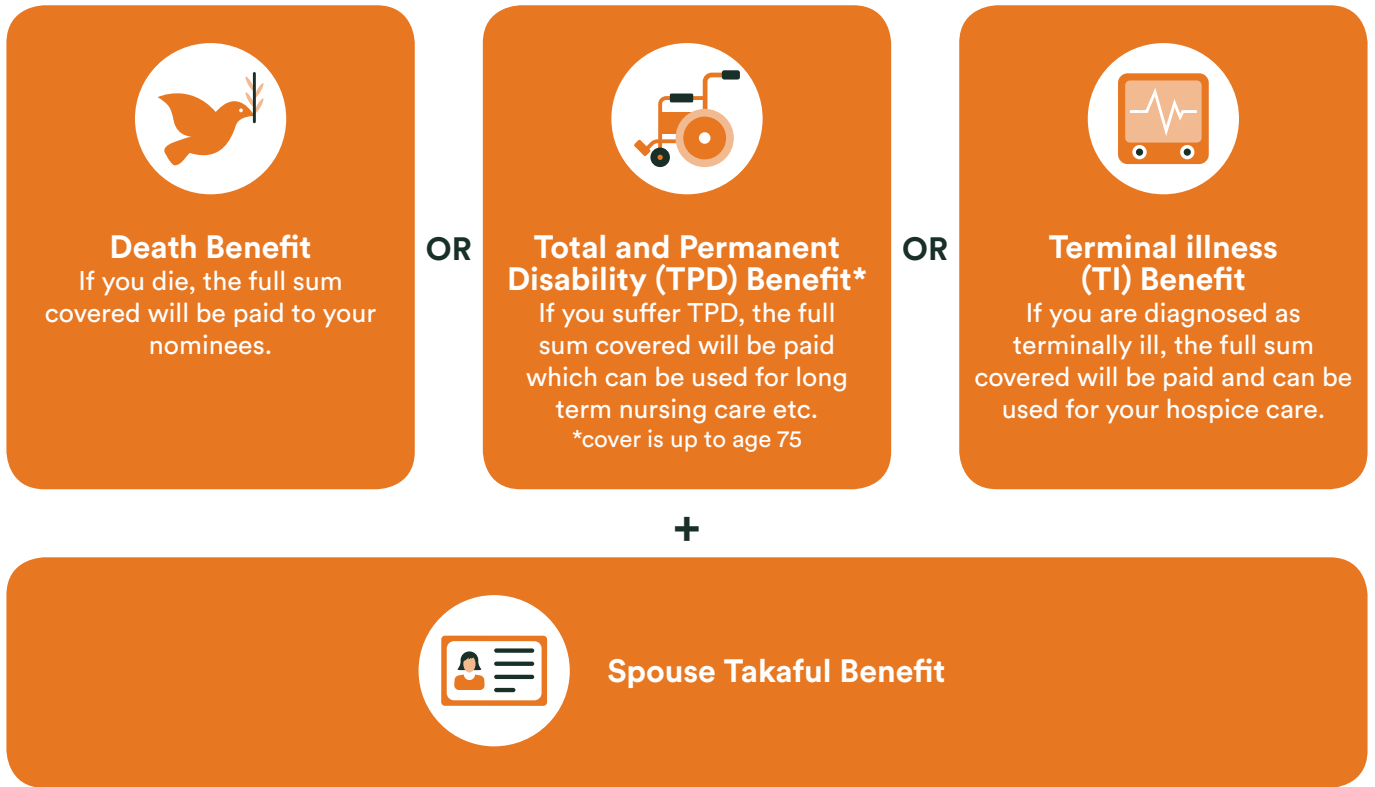 Death Benefit
If you die, the full sum
covered will be paid to your
nominees.
OR
Total and Permanent
Disability (TPD) Benefit*
If you suffer TPD, the full
sum covered will be paid
which can be used for long
term nursing care etc.
*cover is up to age 75
OR
Terminal illness
(TI) Benefit
If you are diagnosed as
terminally ill, the full sum
covered will be paid and can be
used for your hospice care.
+
Spouse Takaful Benefit